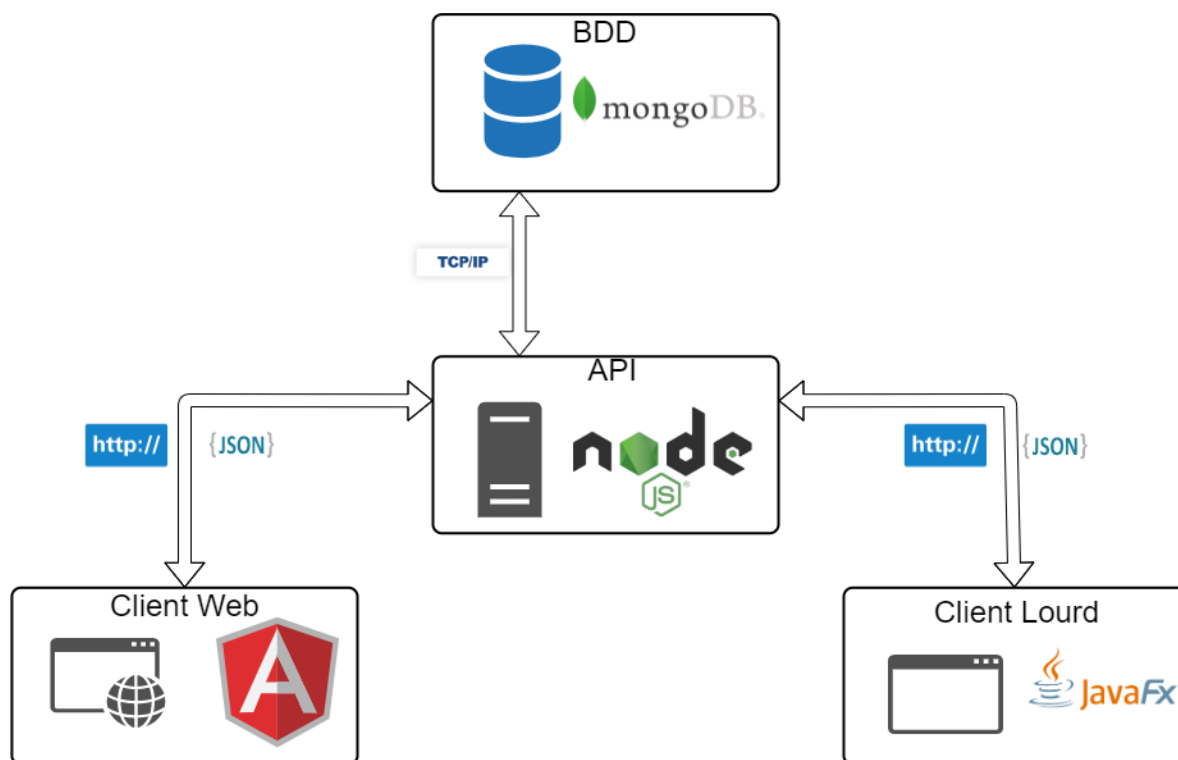 BDD
mongoDB®
TCP/IP
API
http://
{JSON}
node
JS®
http://
{JSON}
Client Web
A
Client Lourd
JavaFx